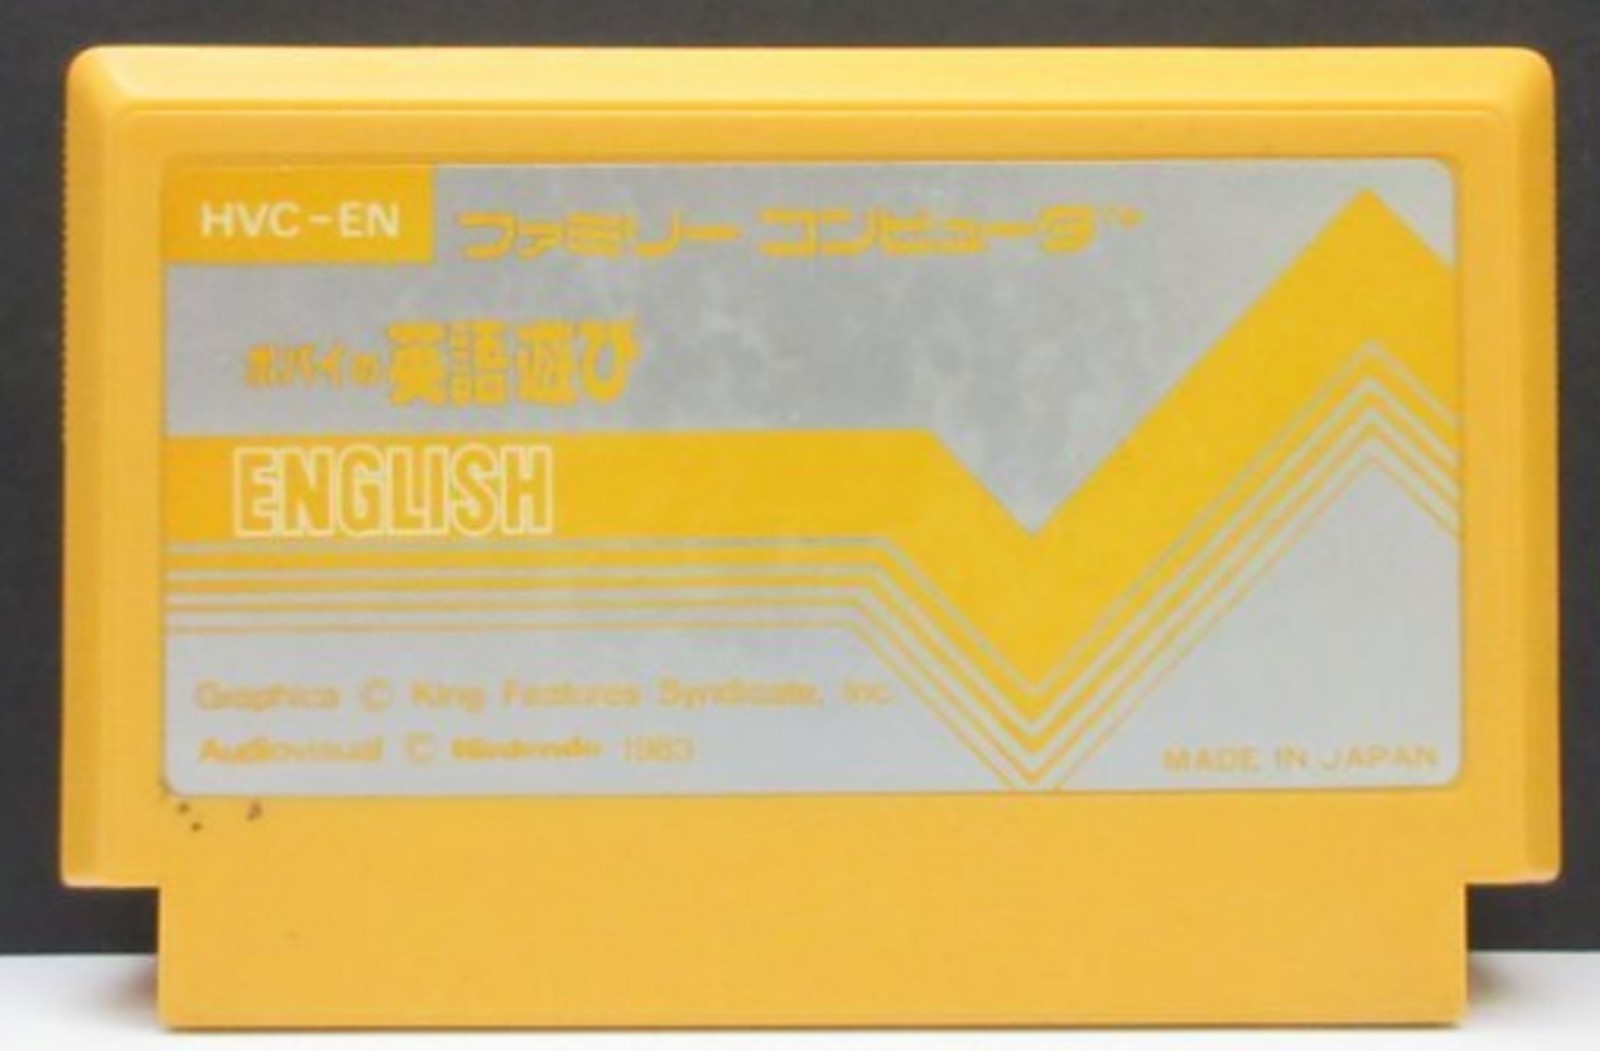 HVC-EN
ファミリー コンピュータ™
ポパイの英語遊び
ENGLISH
Graphics © King Features Syndicate, Inc.
Audiovisual © Nintendo 1983
MADE IN JAPAN